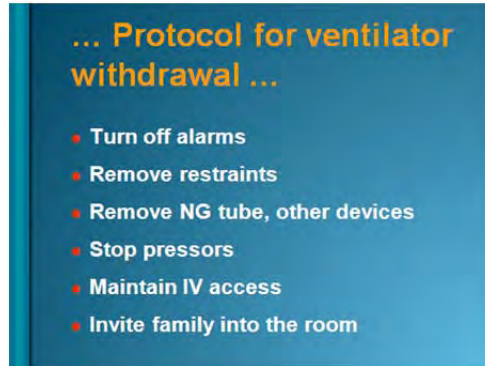 ... Protocol for ventilator
withdrawal ...
• Turn off alarms
• Remove restraints
• Remove NG tube, other devices
• Stop pressors
• Maintain IV access
• Invite family into the room